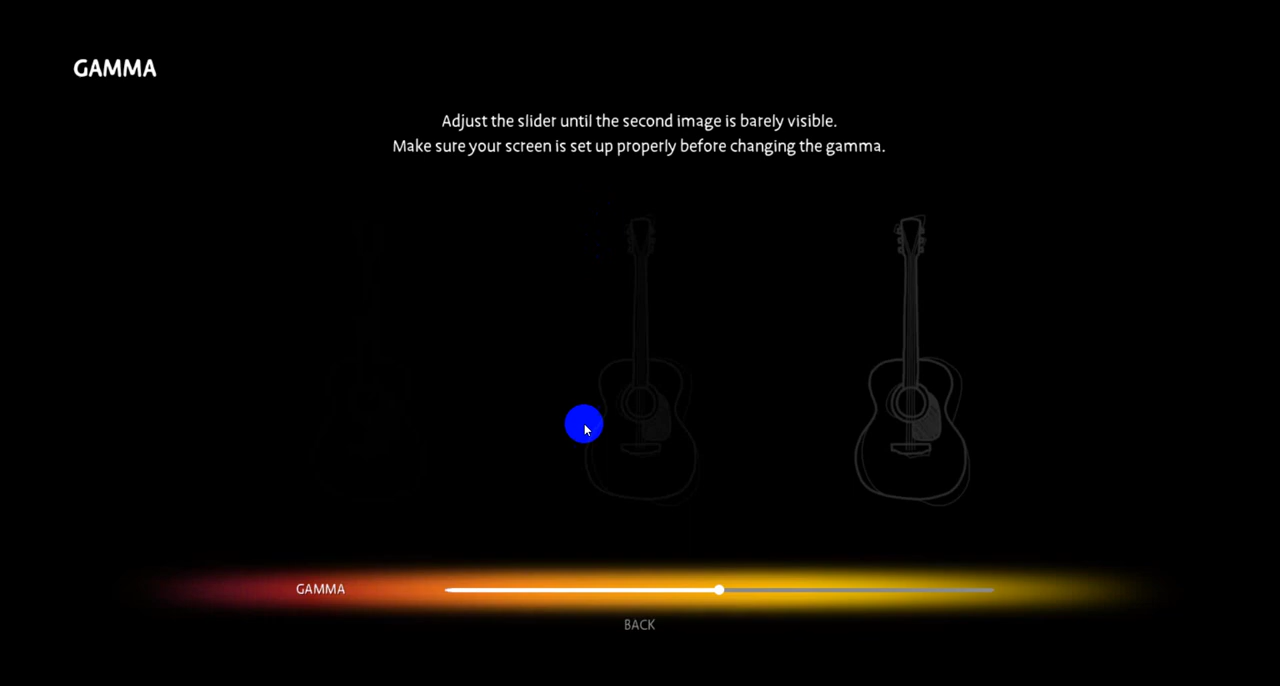 GAMMA
Adjust the slider until the second image is barely visible.
Make sure your screen is set up properly before changing the gamma.
GAMMA
BACK